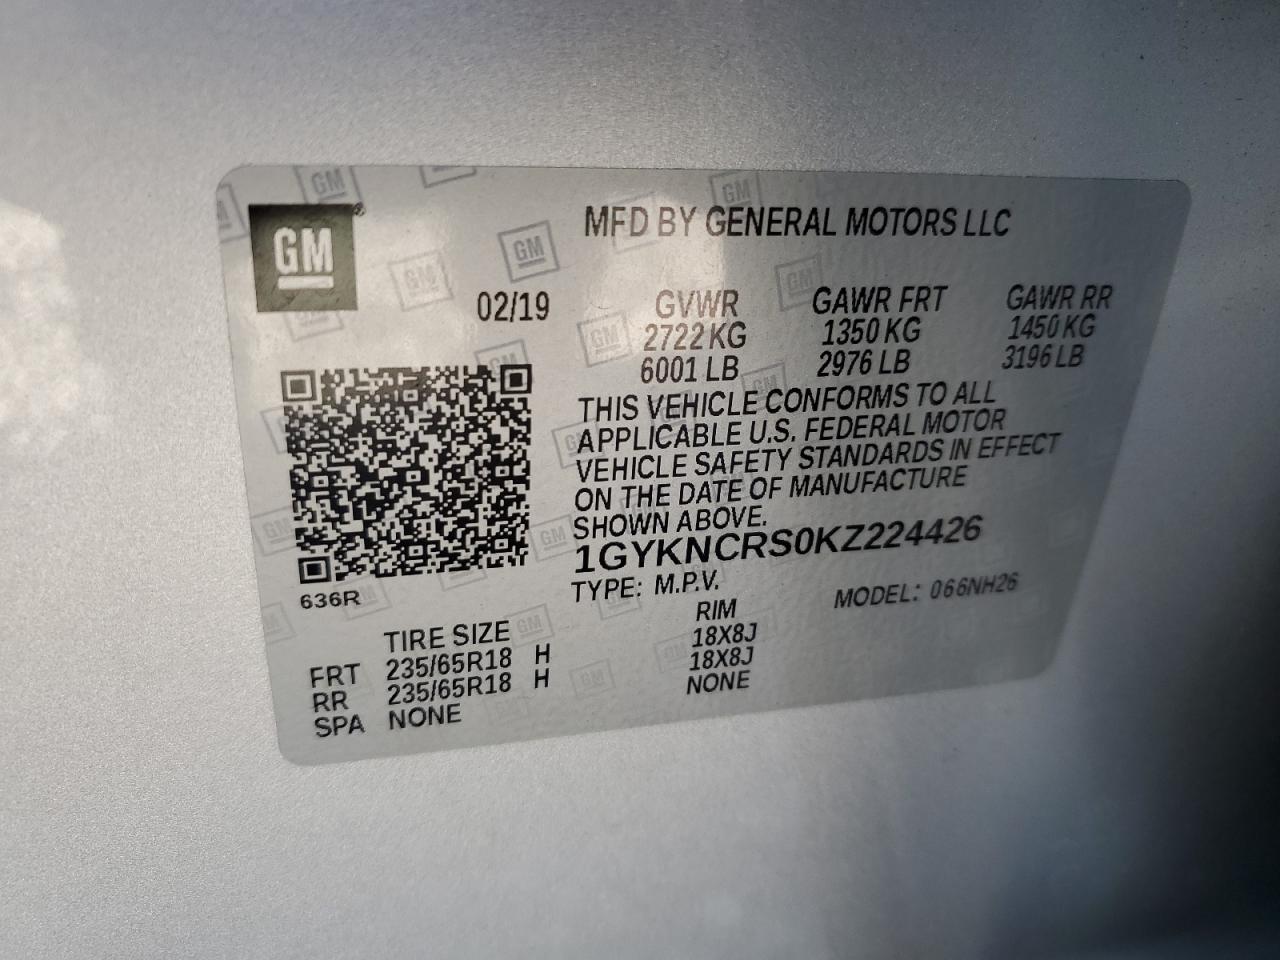 GM
MFD BY GENERAL MOTORS LLC
02/19
GVWR GAWR FRT GAWR RR
2722 KG 1350 KG 1450 KG
6001 LB 2976 LB 3196 LB
THIS VEHICLE CONFORMS TO ALL
APPLICABLE U.S. FEDERAL MOTOR
VEHICLE SAFETY STANDARDS IN EFFECT
ON THE DATE OF MANUFACTURE
SHOWN ABOVE.
1GYKNCRS0KZ224426
TYPE: M.P.V. MODEL: 066NH26
636R
TIRE SIZE RIM
FRT 235/65R18 H 18X8J
RR 235/65R18 H 18X8J
SPA NONE NONE